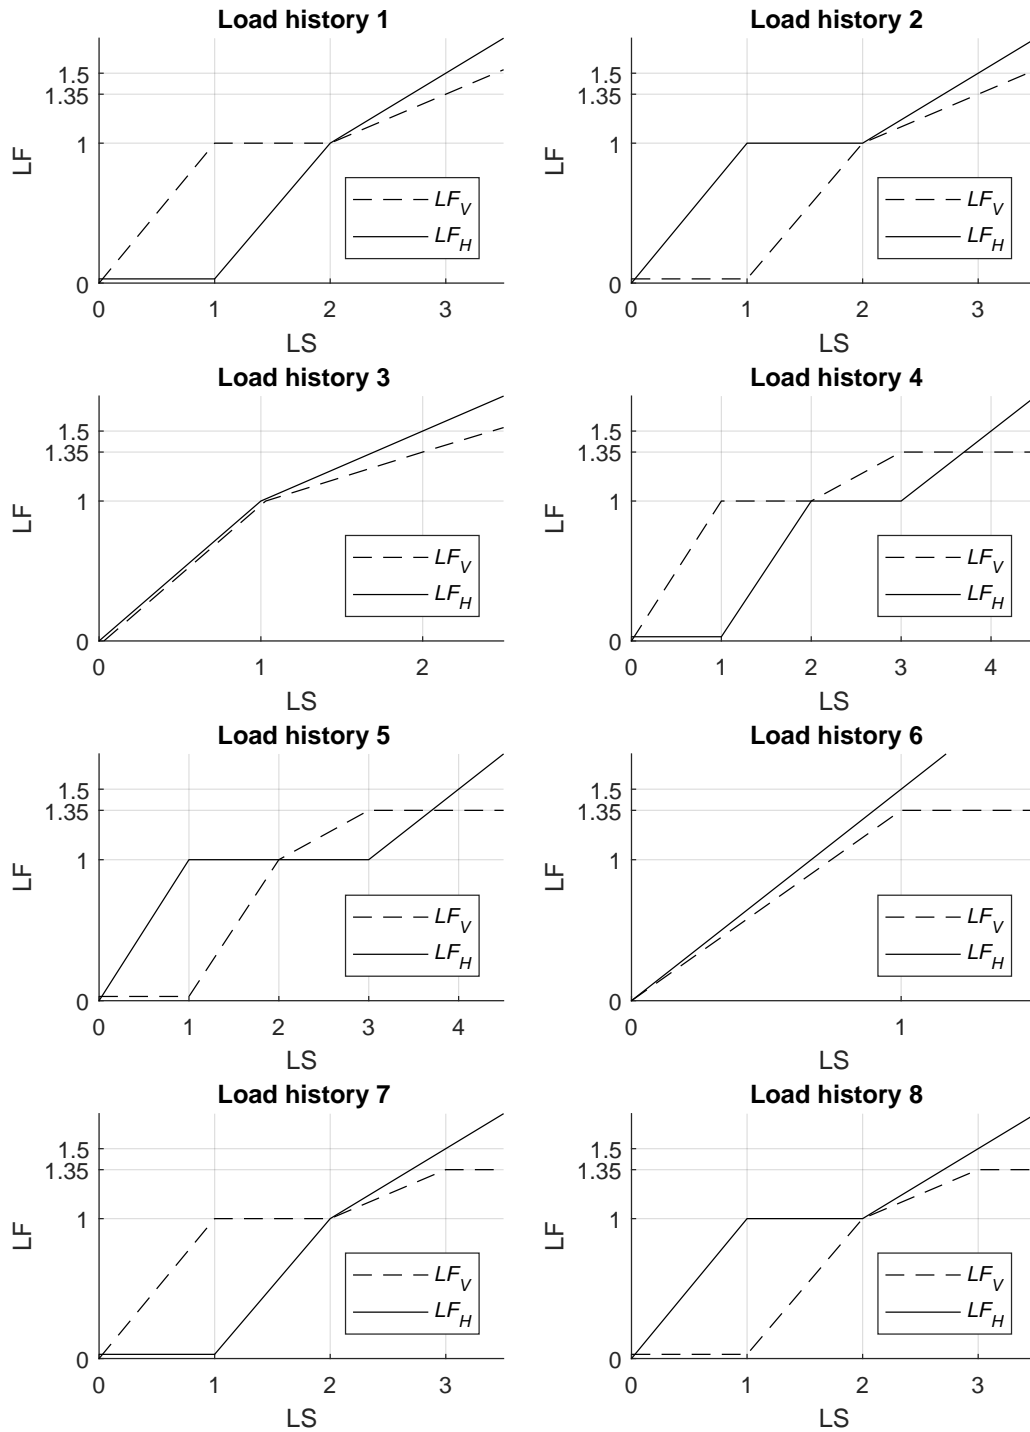 Load history 1
1.5
1.35
1
0
LF
LF_V
LF_H
0 1 2 3
LS
Load history 2
1.5
1.35
1
0
LF
LF_V
LF_H
0 1 2 3
LS
Load history 3
1.5
1.35
1
0
LF
LF_V
LF_H
0 1 2
LS
Load history 4
1.5
1.35
1
0
LF
LF_V
LF_H
0 1 2 3 4
LS
Load history 5
1.5
1.35
1
0
LF
LF_V
LF_H
0 1 2 3 4
LS
Load history 6
1.5
1.35
1
0
LF
LF_V
LF_H
0 1
LS
Load history 7
1.5
1.35
1
0
LF
LF_V
LF_H
0 1 2 3
LS
Load history 8
1.5
1.35
1
0
LF
LF_V
LF_H
0 1 2 3
LS